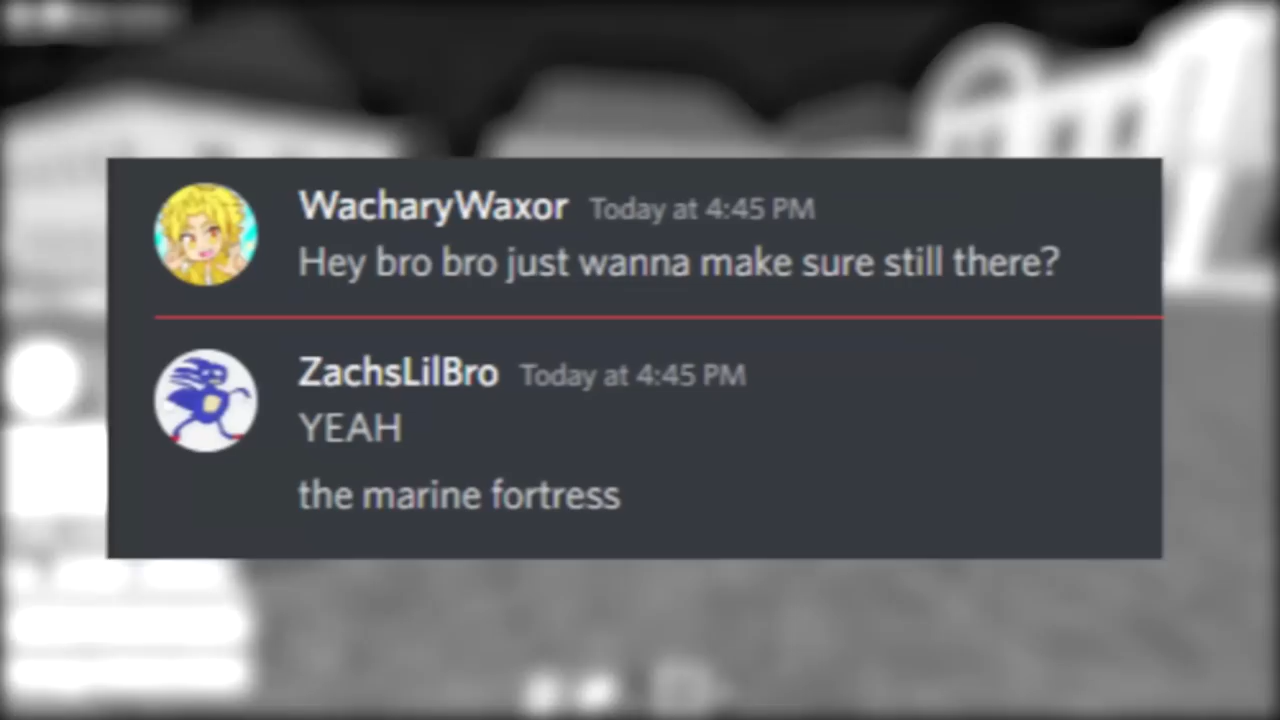 WacharyWaxor Today at 4:45 PM
Hey bro bro just wanna make sure still there?
ZachsLilBro Today at 4:45 PM
YEAH
the marine fortress